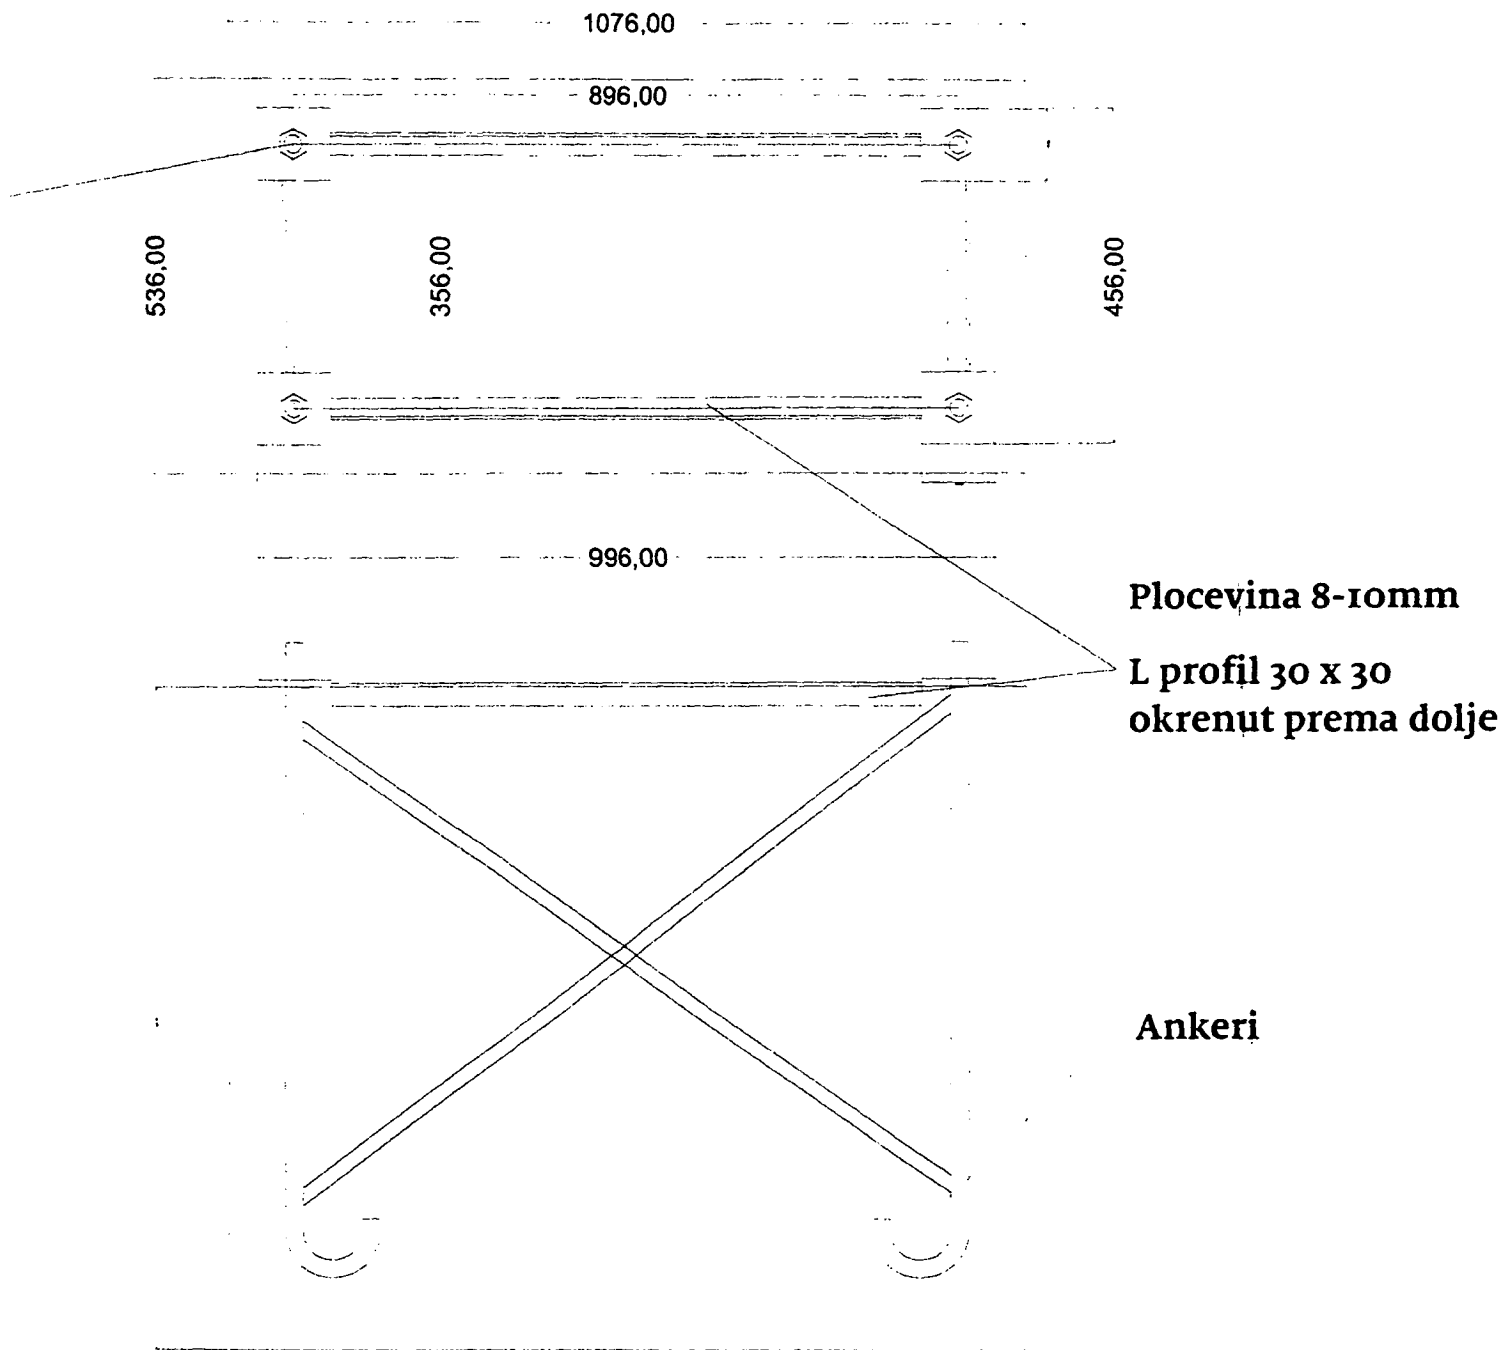 1076,00
896,00
536,00
356,00
456,00
996,00
Plocevina 8-10mm
L profil 30 x 30
okrenut prema dolje
Ankeri